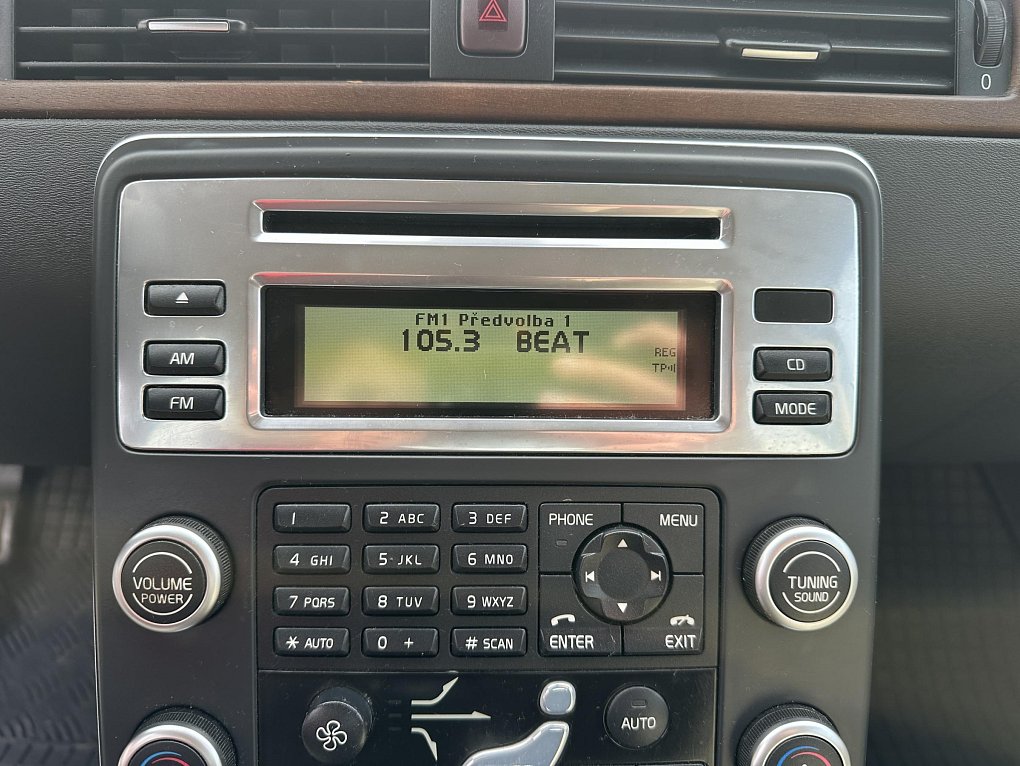 0
FM1 Předvolba 1
105.3 BEAT
REG
TP
AM
FM
CD
MODE
1
2 ABC
3 DEF
4 GHI
5 JKL
6 MNO
7 PQRS
8 TUV
9 WXYZ
* AUTO
0 +
# SCAN
PHONE
MENU
ENTER
EXIT
VOLUME
POWER
TUNING
SOUND
AUTO